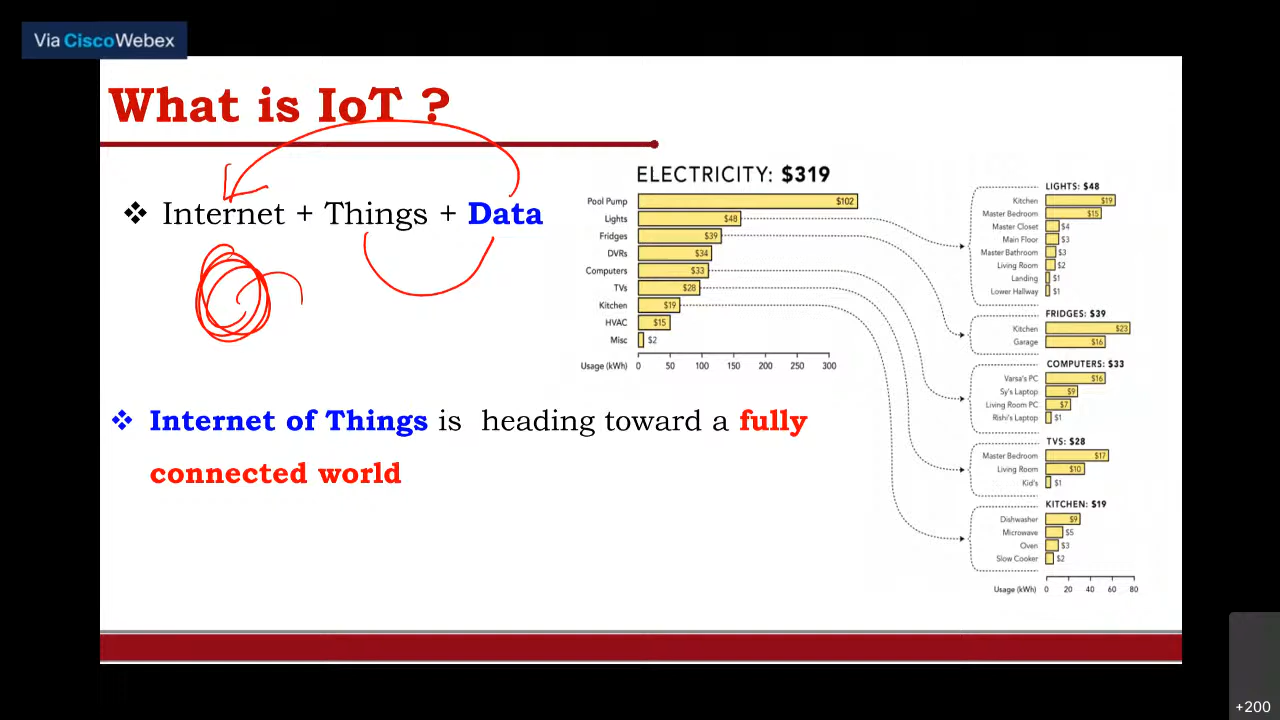 Via CiscoWebex
What is IoT ?
❖ Internet + Things + Data
❖ Internet of Things is heading toward a fully
connected world
ELECTRICITY: $319
Pool Pump $102
Lights $48
Fridges $39
DVRs $34
Computers $33
TVs $28
Kitchen $19
HVAC $15
Misc $2
Usage (kWh) 0 50 100 150 200 250 300
LIGHTS: $48
Kitchen $19
Master Bedroom $15
Master Closet $4
Main Floor $3
Master Bathroom $3
Living Room $2
Landing $1
Lower Hallway $1
FRIDGES: $39
Kitchen $23
Garage $16
COMPUTERS: $33
Varsa's PC $16
Sy's Laptop $9
Living Room PC $7
Rishi's Laptop $1
TVS: $28
Master Bedroom $17
Living Room $10
Kid's $1
KITCHEN: $19
Dishwasher $9
Microwave $5
Oven $3
Slow Cooker $2
Usage (kWh) 0 20 40 60 80
+200